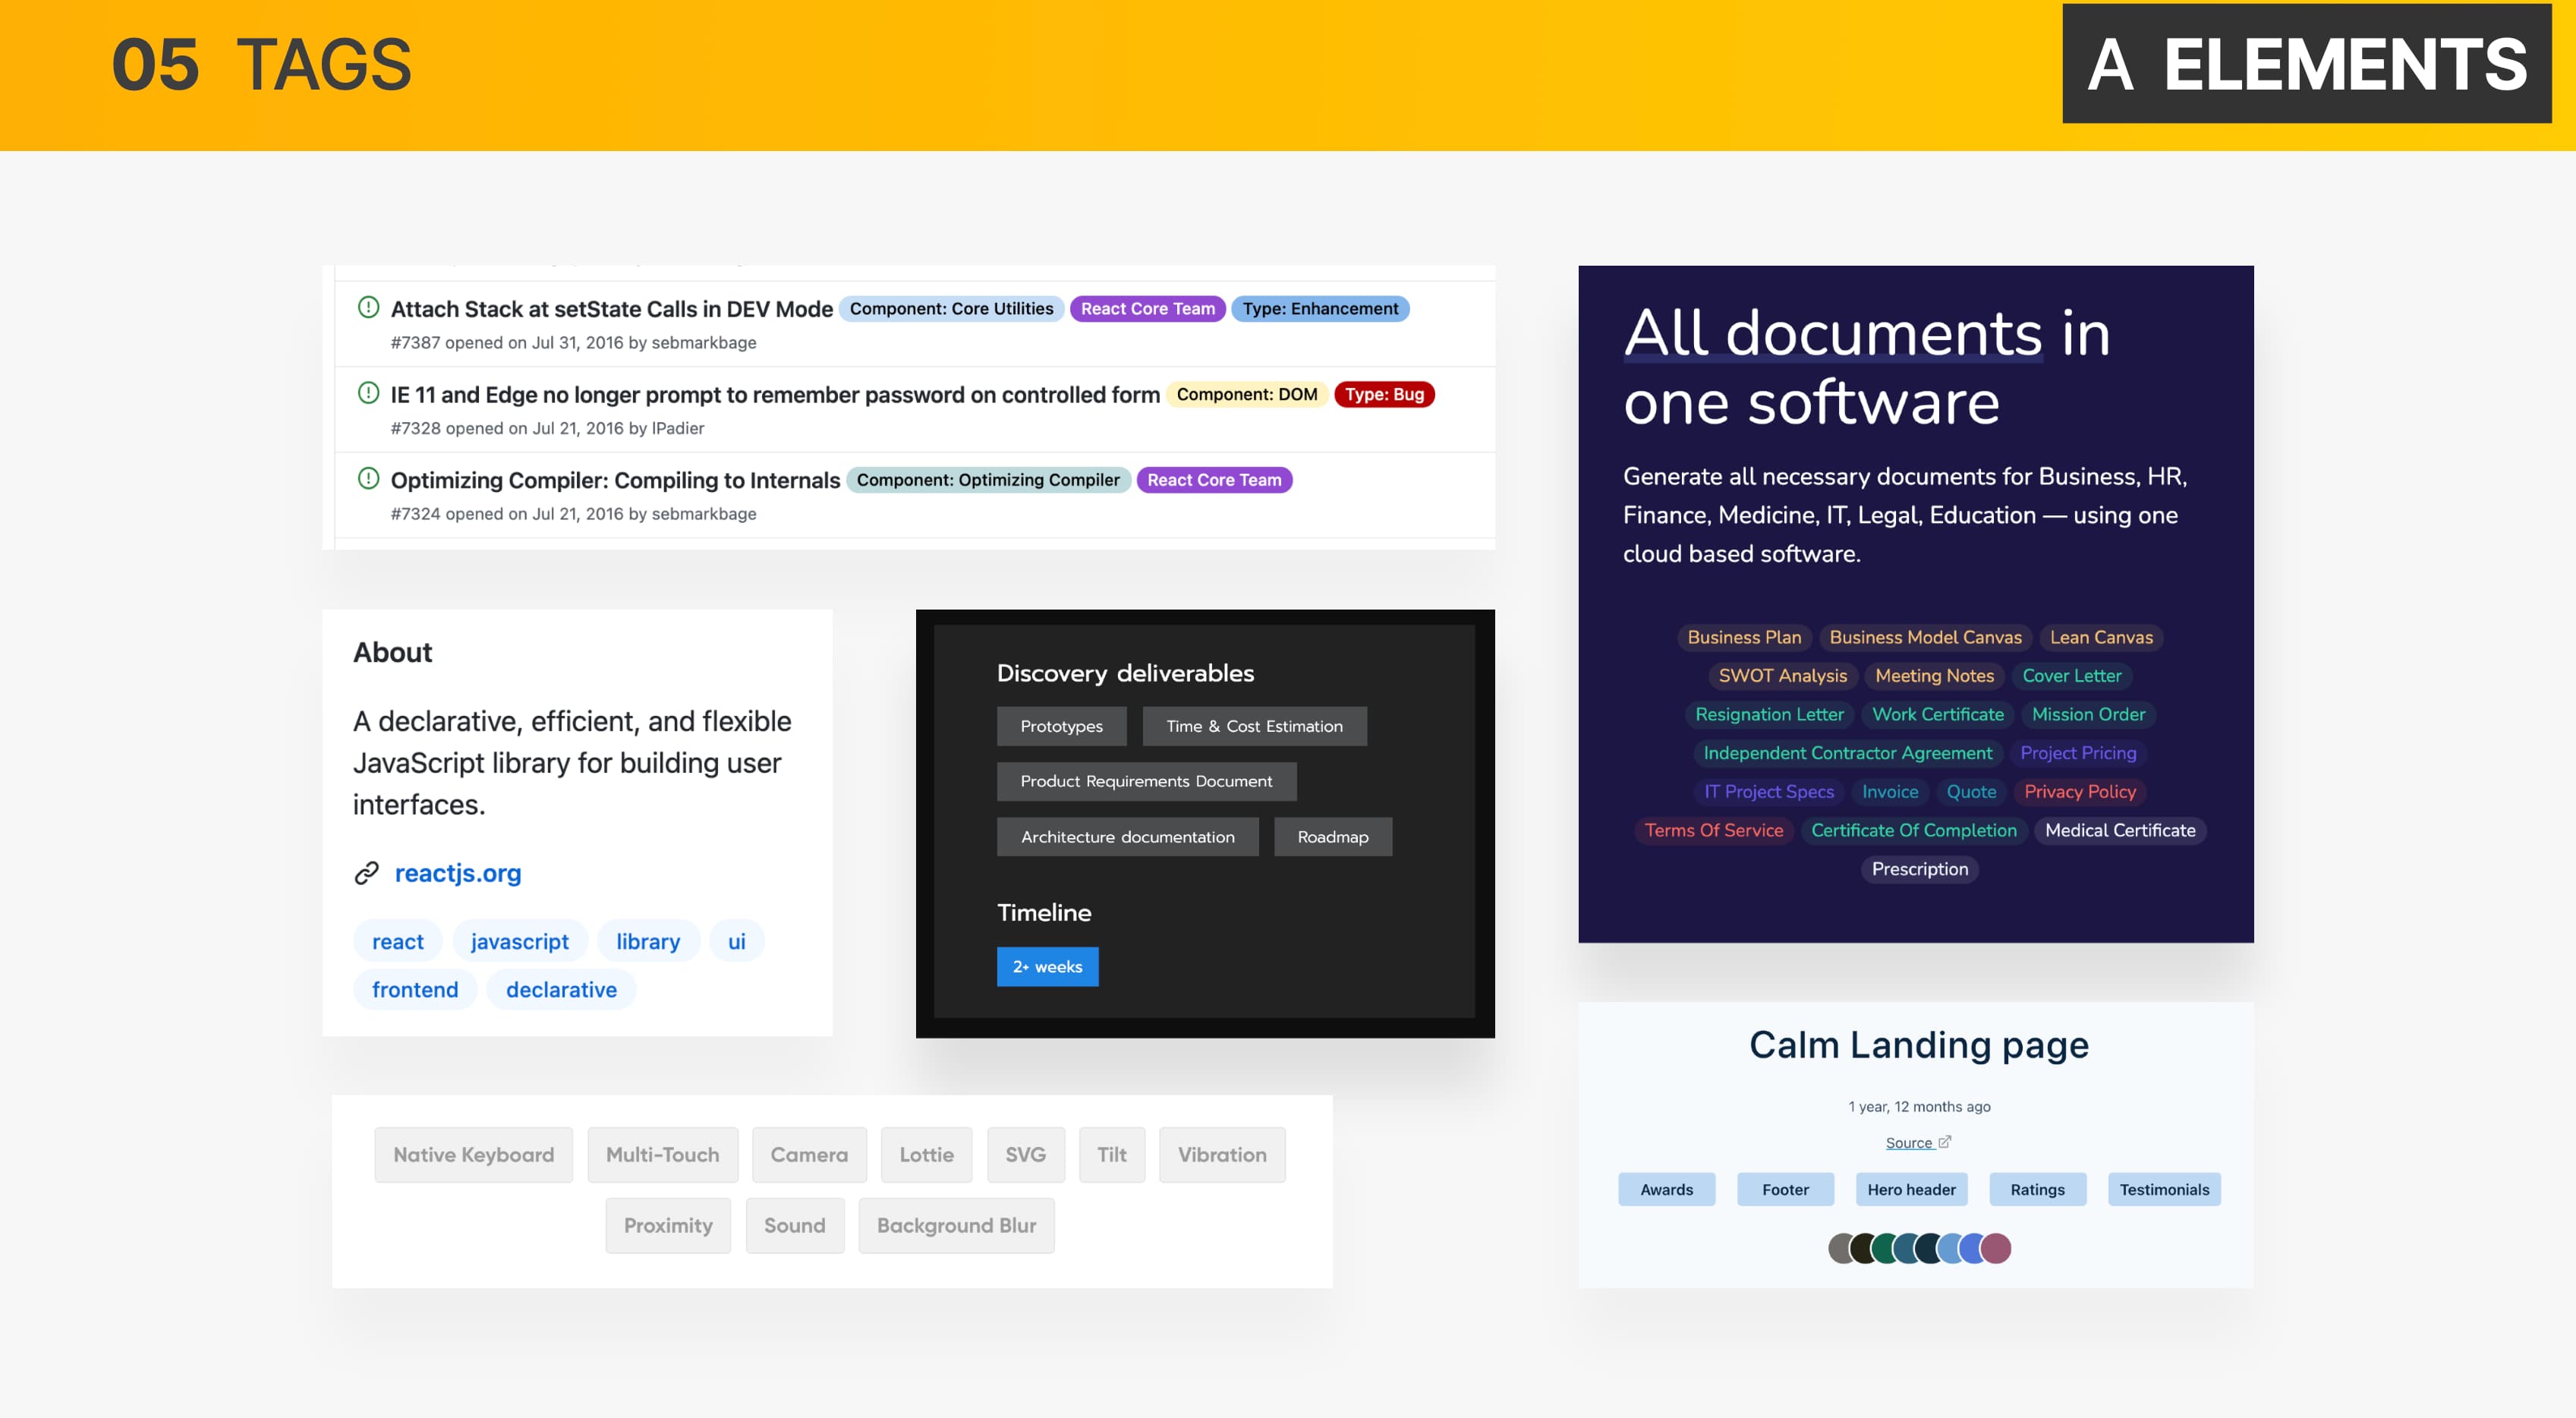 05 TAGS
A ELEMENTS
Attach Stack at setState Calls in DEV Mode Component: Core Utilities React Core Team Type: Enhancement
#7387 opened on Jul 31, 2016 by sebmarkbage
IE 11 and Edge no longer prompt to remember password on controlled form Component: DOM Type: Bug
#7328 opened on Jul 21, 2016 by lPadier
Optimizing Compiler: Compiling to Internals Component: Optimizing Compiler React Core Team
#7324 opened on Jul 21, 2016 by sebmarkbage
About
A declarative, efficient, and flexible
JavaScript library for building user
interfaces.
reactjs.org
react javascript library ui
frontend declarative
Discovery deliverables
Prototypes Time & Cost Estimation
Product Requirements Document
Architecture documentation Roadmap
Timeline
2+ weeks
Native Keyboard Multi-Touch Camera Lottie SVG Tilt Vibration
Proximity Sound Background Blur
All documents in
one software
Generate all necessary documents for Business, HR,
Finance, Medicine, IT, Legal, Education — using one
cloud based software.
Business Plan Business Model Canvas Lean Canvas
SWOT Analysis Meeting Notes Cover Letter
Resignation Letter Work Certificate Mission Order
Independent Contractor Agreement Project Pricing
IT Project Specs Invoice Quote Privacy Policy
Terms Of Service Certificate Of Completion Medical Certificate
Prescription
Calm Landing page
1 year, 12 months ago
Source
Awards Footer Hero header Ratings Testimonials